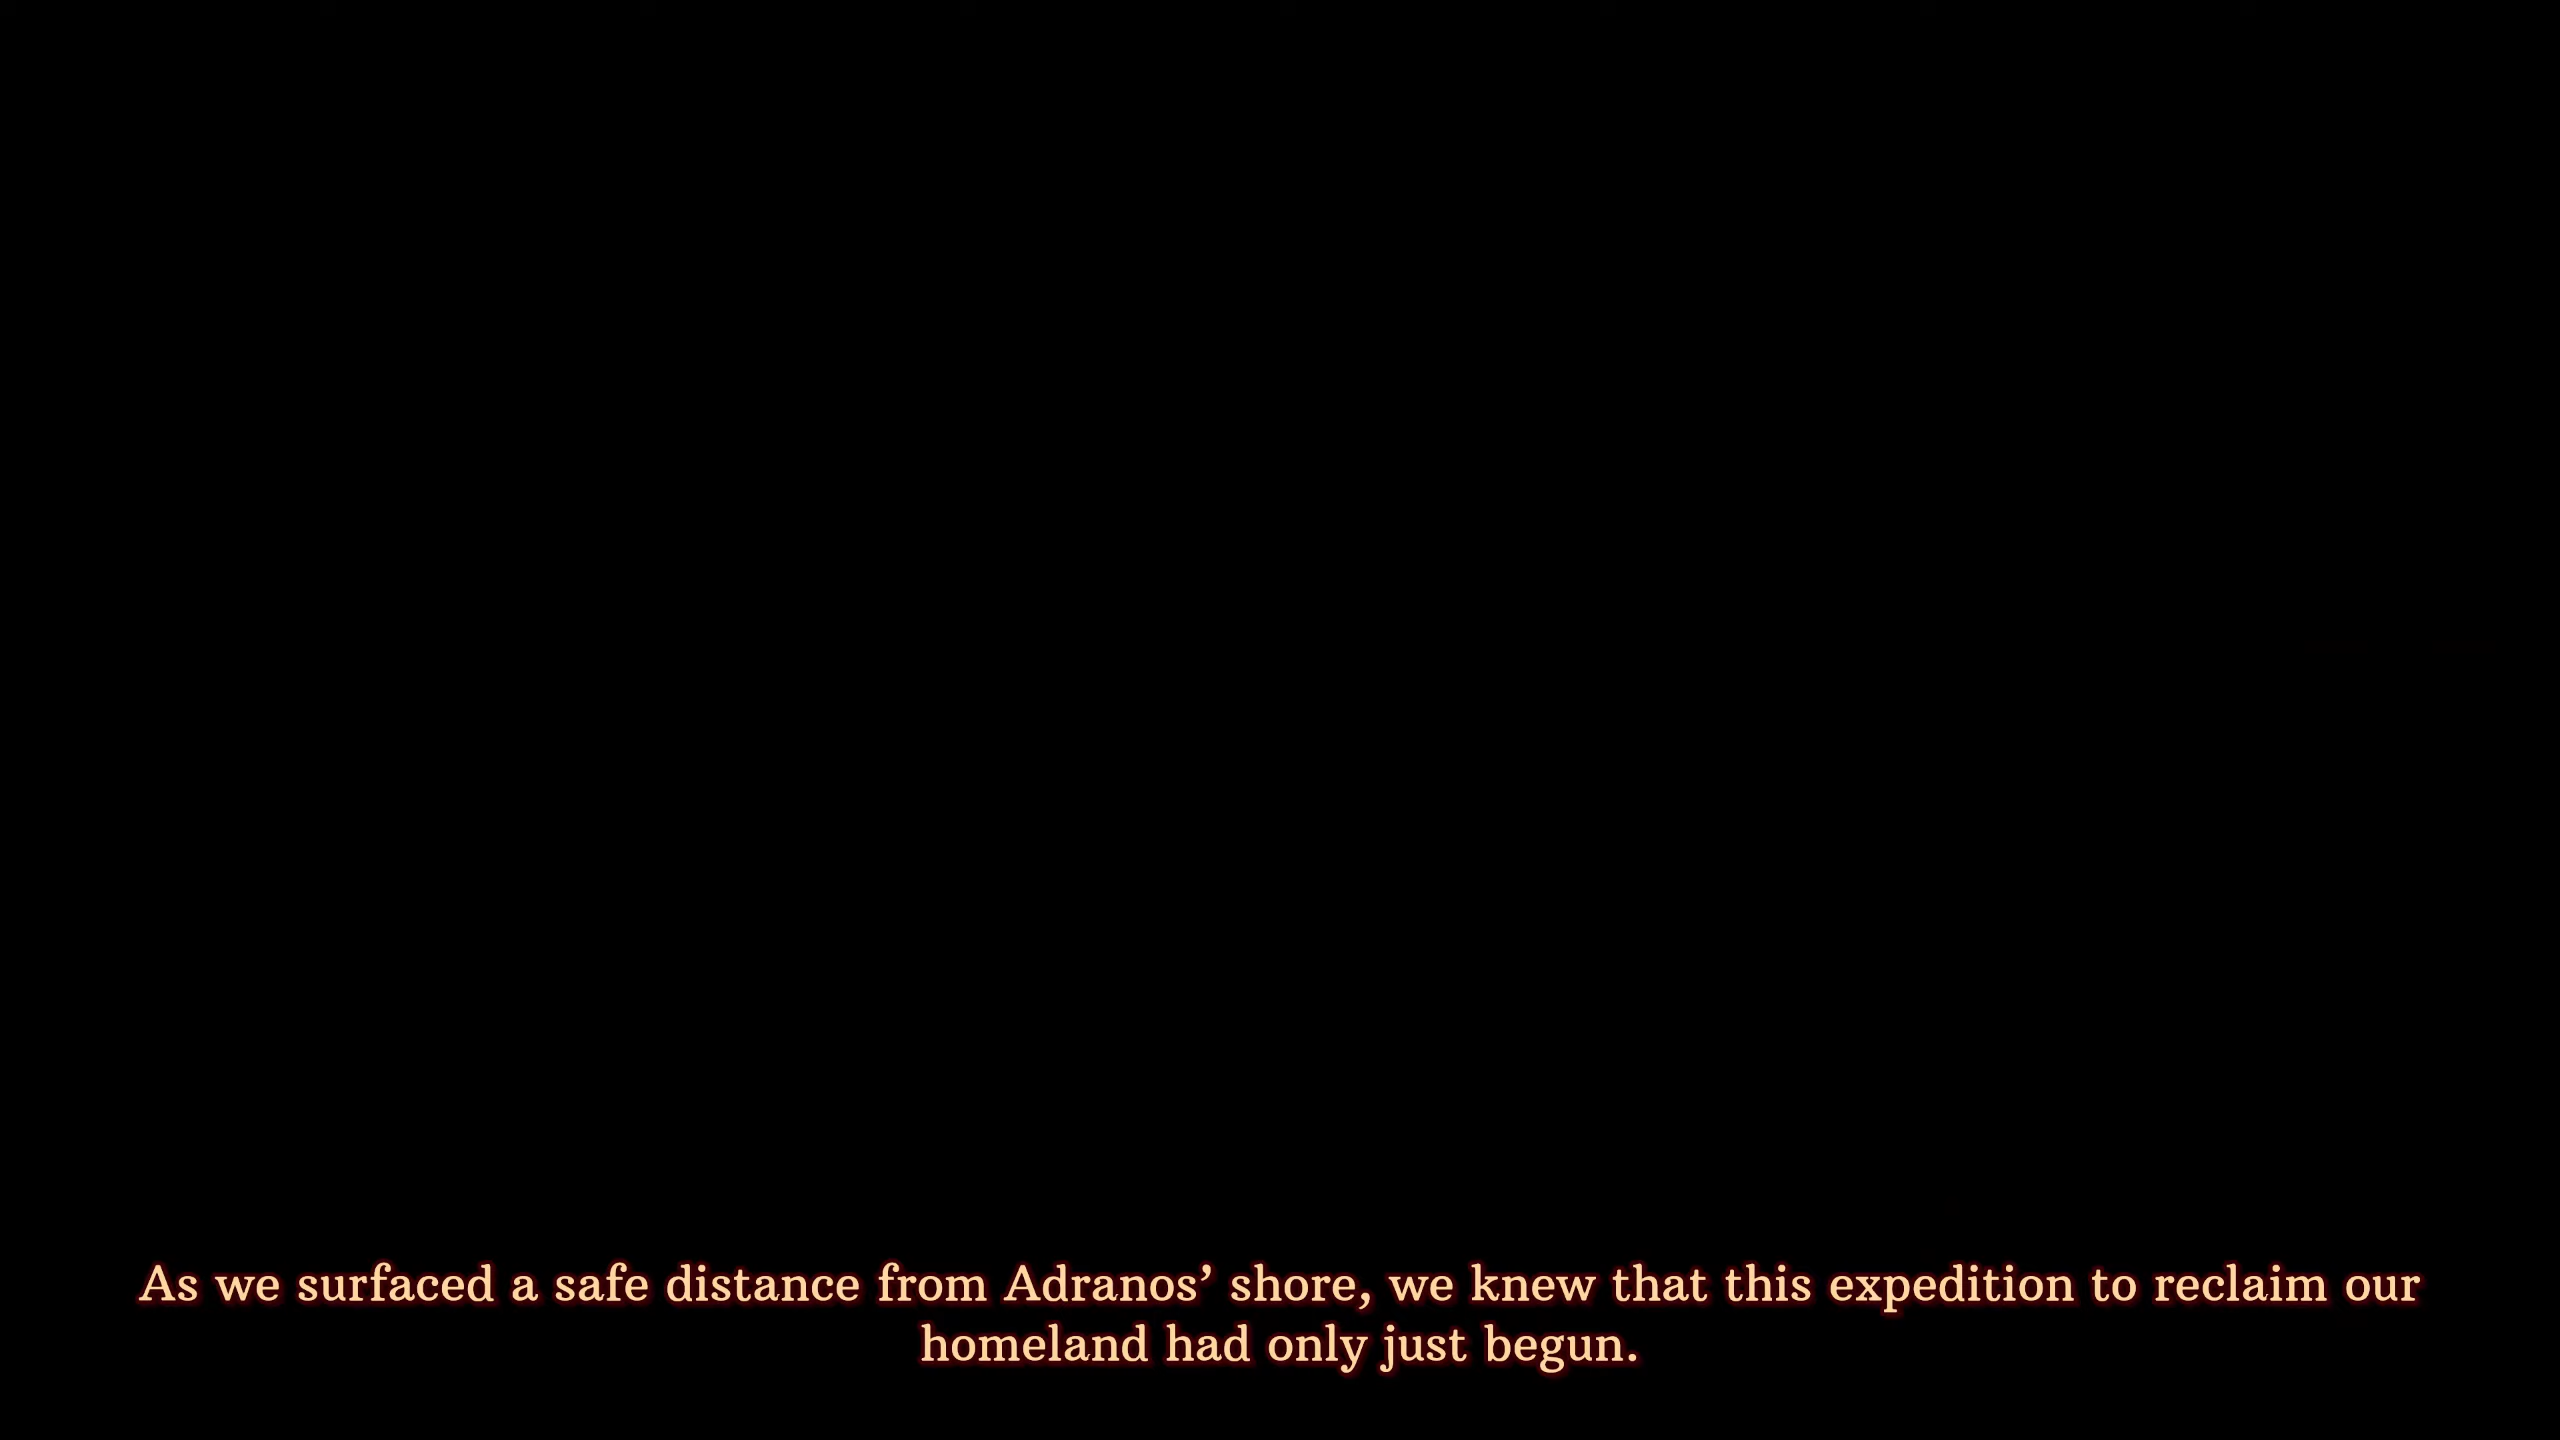 As we surfaced a safe distance from Adranos’ shore, we knew that this expedition to reclaim our
homeland had only just begun.